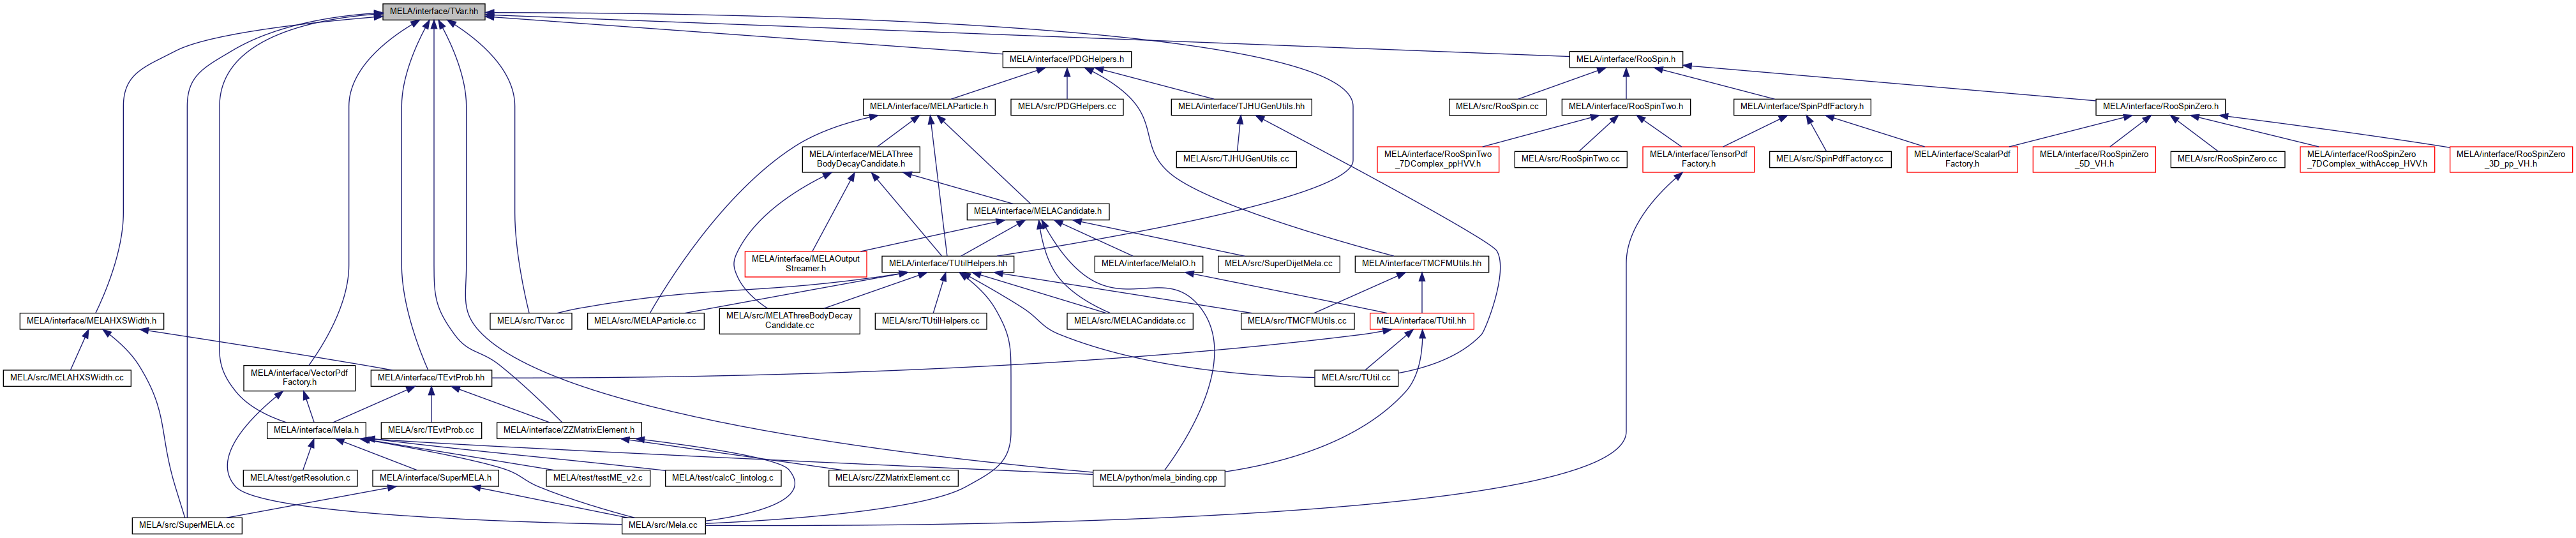 MELA/interface/TVar.hh
MELA/interface/PDGHelpers.h
MELA/interface/RooSpin.h
MELA/interface/MELAParticle.h
MELA/src/PDGHelpers.cc
MELA/interface/TJHUGenUtils.hh
MELA/src/RooSpin.cc
MELA/interface/RooSpinTwo.h
MELA/interface/SpinPdfFactory.h
MELA/interface/RooSpinZero.h
MELA/interface/MELAThree
BodyDecayCandidate.h
MELA/src/TJHUGenUtils.cc
MELA/interface/RooSpinTwo
_7DComplex_ppHVV.h
MELA/src/RooSpinTwo.cc
MELA/interface/TensorPdf
Factory.h
MELA/src/SpinPdfFactory.cc
MELA/interface/ScalarPdf
Factory.h
MELA/interface/RooSpinZero
_5D_VH.h
MELA/src/RooSpinZero.cc
MELA/interface/RooSpinZero
_7DComplex_withAccep_HVV.h
MELA/interface/RooSpinZero
_3D_pp_VH.h
MELA/interface/MELACandidate.h
MELA/interface/MELAOutput
Streamer.h
MELA/interface/TUtilHelpers.hh
MELA/interface/MelaIO.h
MELA/src/SuperDijetMela.cc
MELA/interface/TMCFMUtils.hh
MELA/interface/MELAHXSWidth.h
MELA/src/TVar.cc
MELA/src/MELAParticle.cc
MELA/src/MELAThreeBodyDecay
Candidate.cc
MELA/src/TUtilHelpers.cc
MELA/src/MELACandidate.cc
MELA/src/TMCFMUtils.cc
MELA/interface/TUtil.hh
MELA/src/MELAHXSWidth.cc
MELA/interface/VectorPdf
Factory.h
MELA/interface/TEvtProb.hh
MELA/src/TUtil.cc
MELA/interface/Mela.h
MELA/src/TEvtProb.cc
MELA/interface/ZZMatrixElement.h
MELA/test/getResolution.c
MELA/interface/SuperMELA.h
MELA/test/testME_v2.c
MELA/test/calcC_lintolog.c
MELA/src/ZZMatrixElement.cc
MELA/python/mela_binding.cpp
MELA/src/SuperMELA.cc
MELA/src/Mela.cc